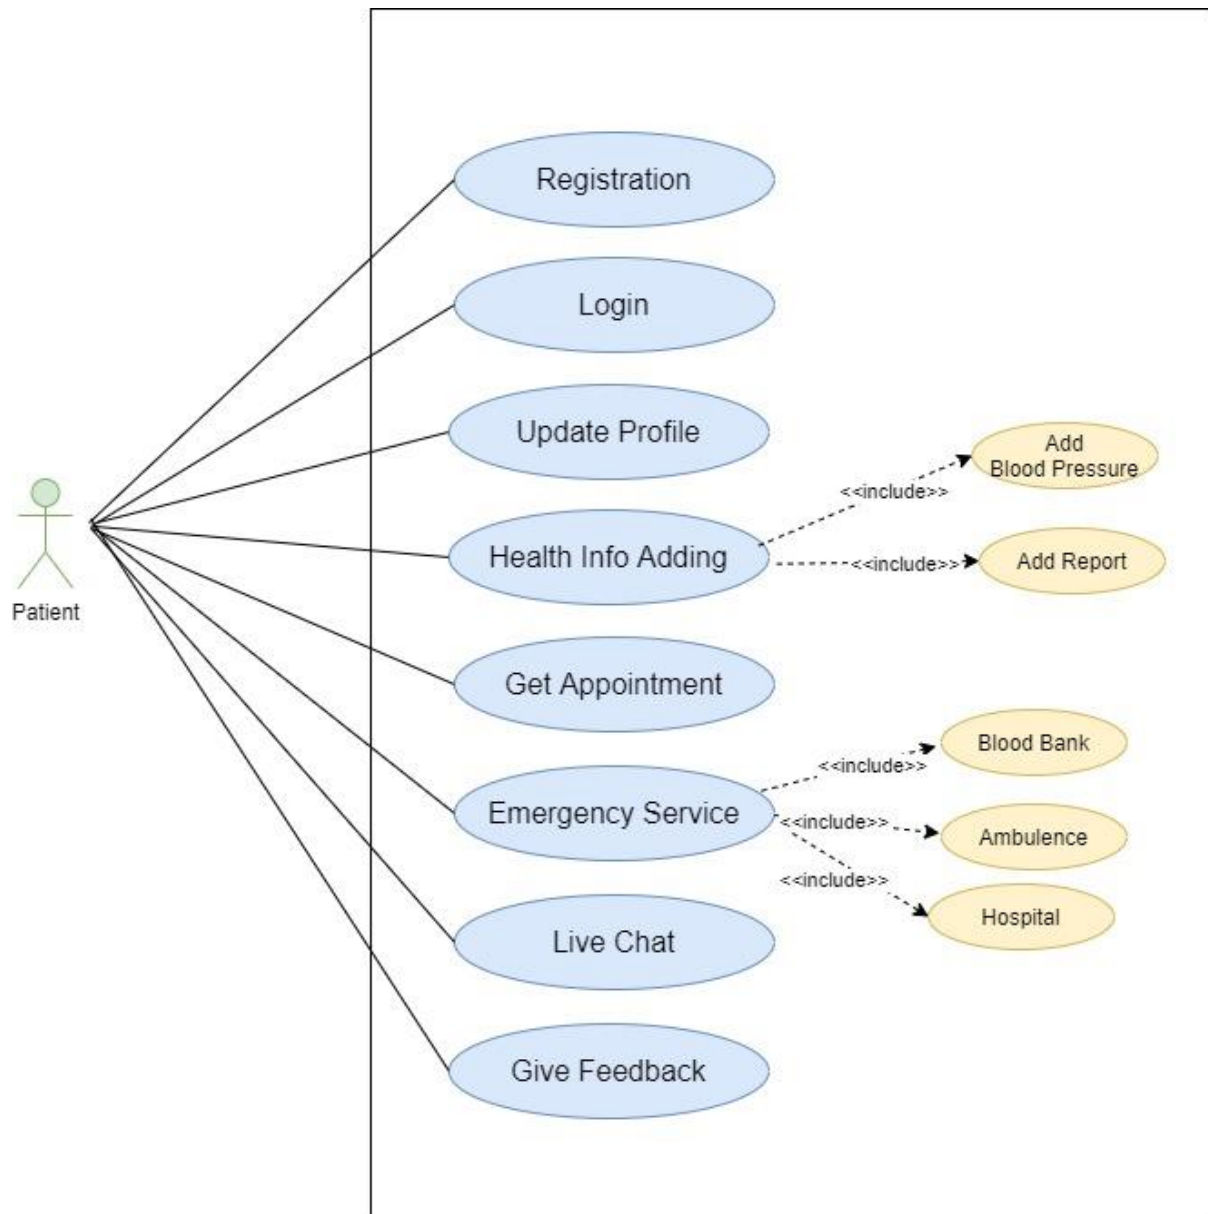 Registration
Login
Update Profile
Add
Blood Pressure
<<include>>
Health Info Adding
<<include>>
Add Report
Patient
Get Appointment
Blood Bank
<<include>>
Emergency Service
<<include>>
Ambulence
<<include>>
Hospital
Live Chat
Give Feedback